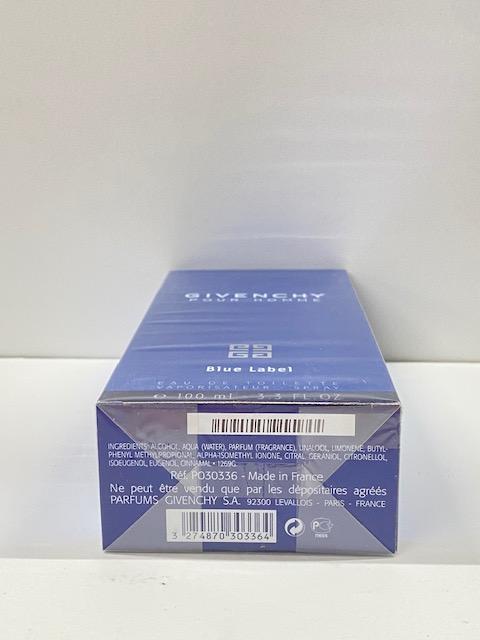 GIVENCHY
POUR HOMME
Blue Label
EAU DE TOILETTE
VAPORISATEUR SPRAY
℮ 100 mL 3.3 FL OZ
INGREDIENTS: ALCOHOL, AQUA (WATER), PARFUM (FRAGRANCE), LINALOOL, LIMONENE, BUTYL-
PHENYL METHYLPROPIONAL, ALPHA-ISOMETHYL IONONE, CITRAL, GERANIOL, CITRONELLOL,
ISOEUGENOL, EUGENOL, CINNAMAL • 1269G
Réf. PO30336 - Made in France
Ne peut être vendu que par les dépositaires agréés
PARFUMS GIVENCHY S.A. 92300 LEVALLOIS - PARIS - FRANCE
3 274870 303364